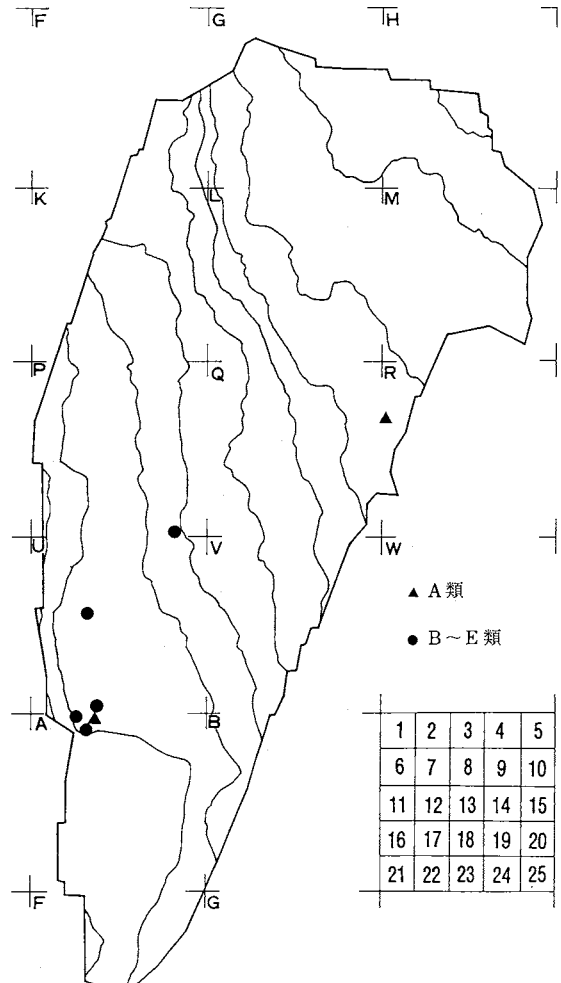 F G H
K L M
P Q R
U V W
▲ A類
● B～E類
A B
1 2 3 4 5
6 7 8 9 10
11 12 13 14 15
16 17 18 19 20
21 22 23 24 25
F G